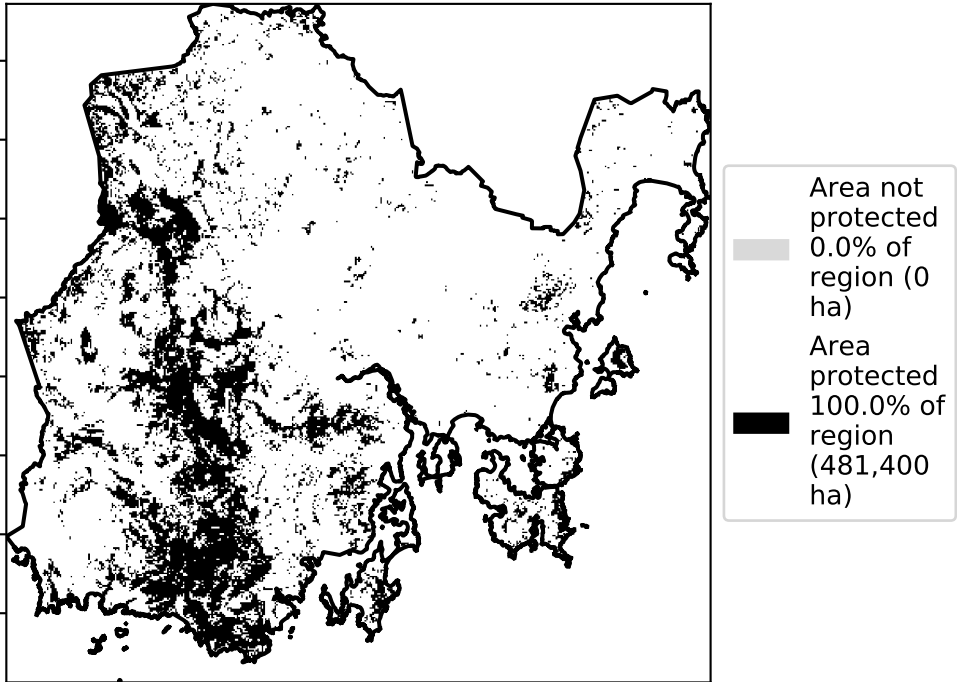 Area not
protected
0.0% of
region (0
ha)
Area
protected
100.0% of
region
(481,400
ha)